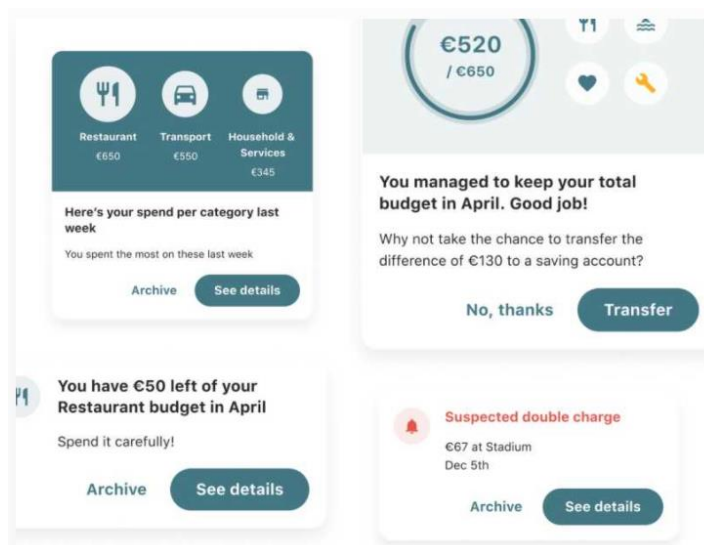 Restaurant
€650
Transport
€550
Household &
Services
€345
Here's your spend per category last
week
You spent the most on these last week
Archive
See details
€520
/ €650
You managed to keep your total
budget in April. Good job!
Why not take the chance to transfer the
difference of €130 to a saving account?
No, thanks
Transfer
You have €50 left of your
Restaurant budget in April
Spend it carefully!
Archive
See details
Suspected double charge
€67 at Stadium
Dec 5th
Archive
See details